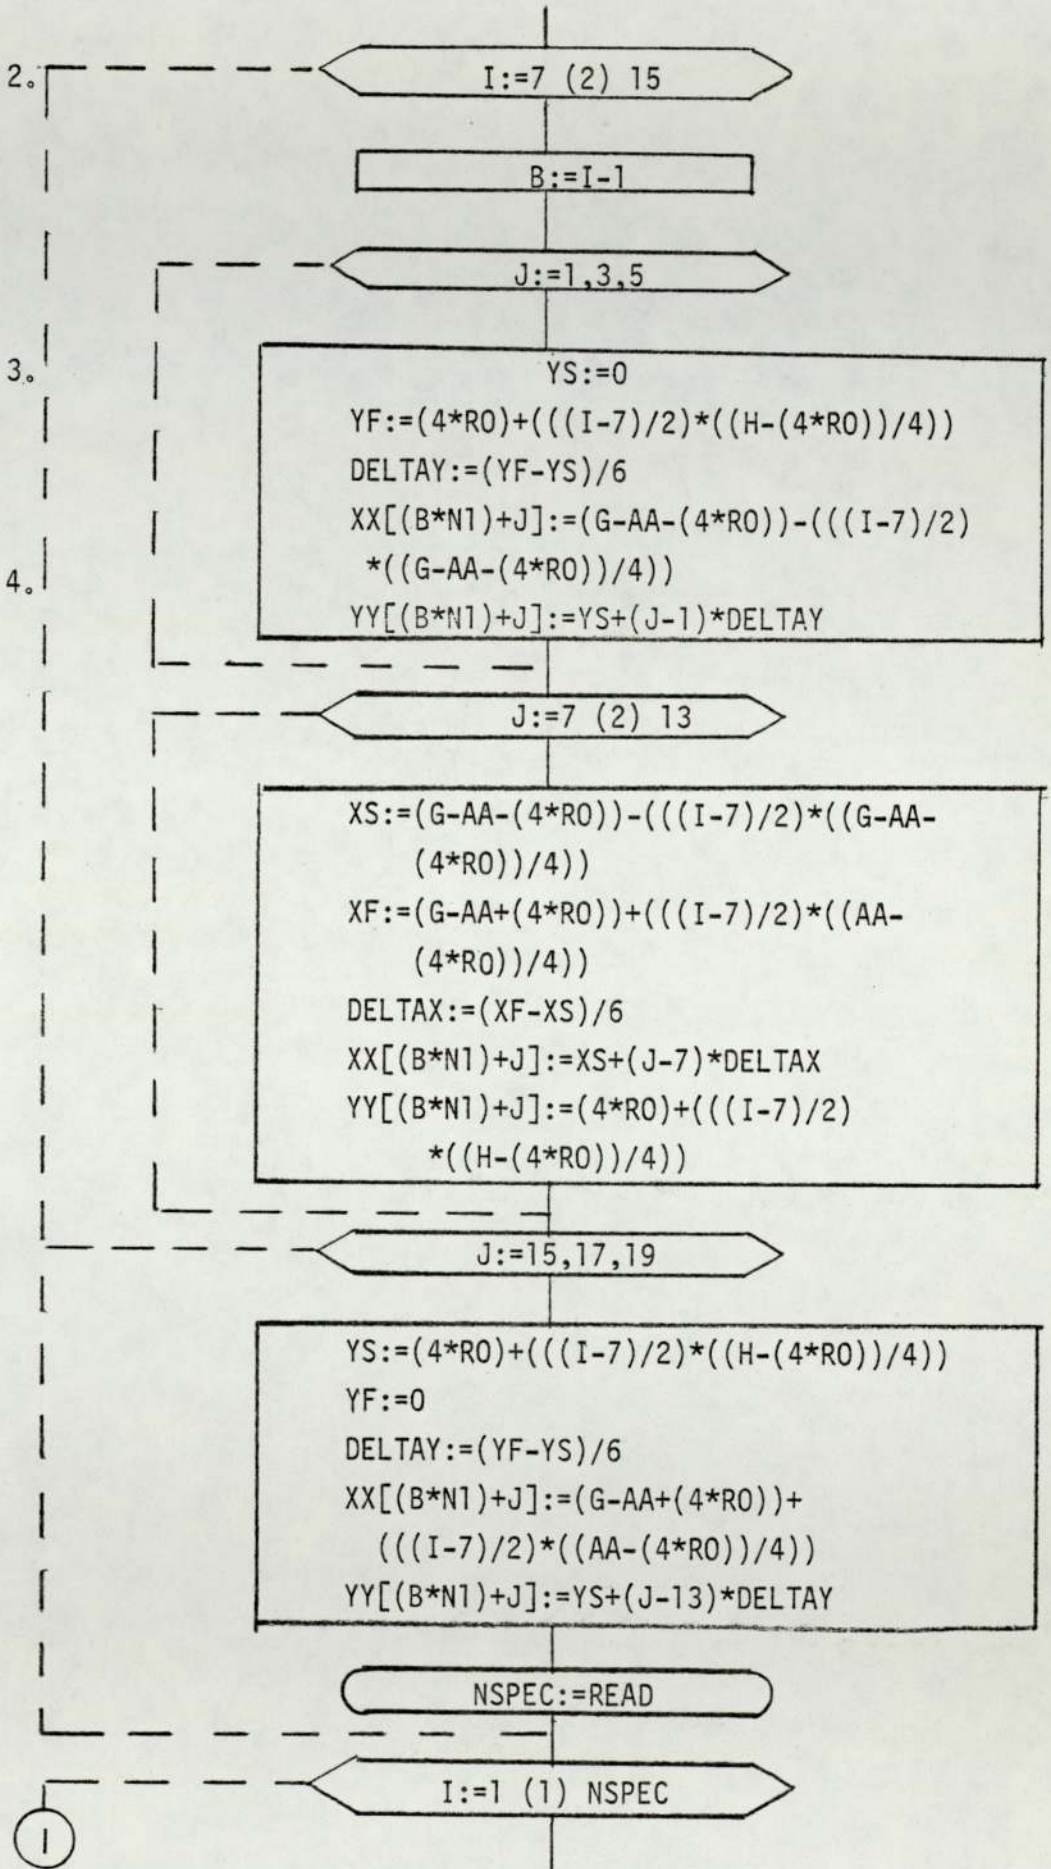 2.
I:=7 (2) 15
B:=I-1
J:=1,3,5
3.
YS:=0
YF:=(4*RO)+(((I-7)/2)*((H-(4*RO))/4))
DELTAY:=(YF-YS)/6
XX[(B*N1)+J]:=(G-AA-(4*RO))-(((I-7)/2)
*((G-AA-(4*RO))/4))
4.
YY[(B*N1)+J]:=YS+(J-1)*DELTAY
J:=7 (2) 13
XS:=(G-AA-(4*RO))-(((I-7)/2)*((G-AA-
(4*RO))/4))
XF:=(G-AA+(4*RO))+(((I-7)/2)*((AA-
(4*RO))/4))
DELTAX:=(XF-XS)/6
XX[(B*N1)+J]:=XS+(J-7)*DELTAX
YY[(B*N1)+J]:=(4*RO)+(((I-7)/2)
*((H-(4*RO))/4))
J:=15,17,19
YS:=(4*RO)+(((I-7)/2)*((H-(4*RO))/4))
YF:=0
DELTAY:=(YF-YS)/6
XX[(B*N1)+J]:=(G-AA+(4*RO))+
(((I-7)/2)*((AA-(4*RO))/4))
YY[(B*N1)+J]:=YS+(J-13)*DELTAY
NSPEC:=READ
I:=1 (1) NSPEC
1